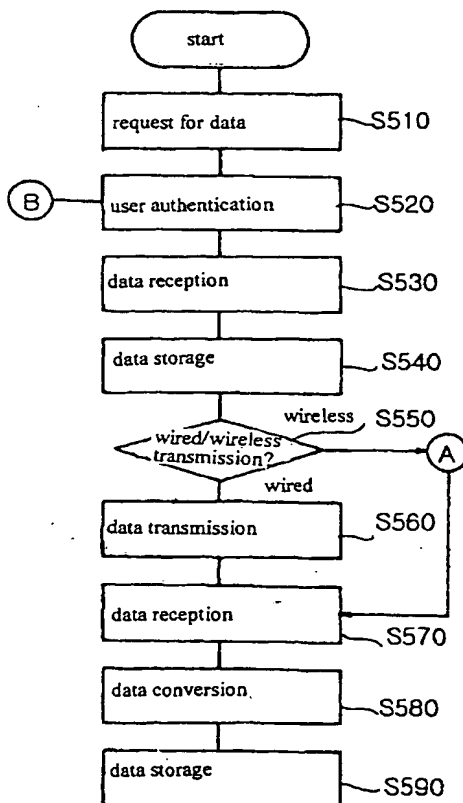 start
request for data
S510
B
user authentication
S520
data reception
S530
data storage
S540
wireless
S550
wired/wireless
transmission?
A
wired
data transmission
S560
data reception
S570
data conversion
S580
data storage
S590